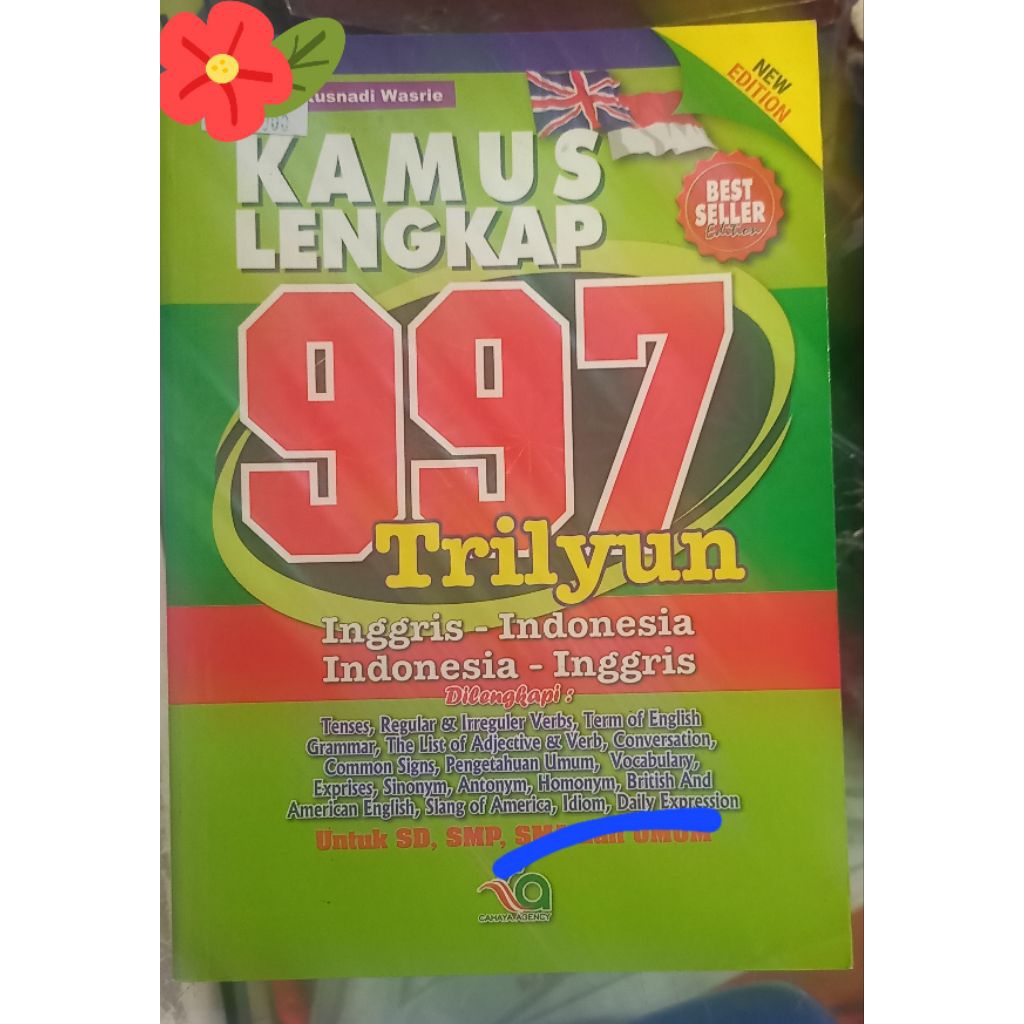 NEW
EDITION
Kusnadi Wasrie
KAMUS
LENGKAP
BEST
SELLER
Edition
997
Trilyun
Inggris - Indonesia
Indonesia - Inggris
Dilengkapi :
Tenses, Regular & Irreguler Verbs, Term of English
Grammar, The List of Adjective & Verb, Conversation,
Common Signs, Pengetahuan Umum, Vocabulary,
Exprises, Sinonym, Antonym, Homonym, British And
American English, Slang of America, Idiom, Daily Expression
Untuk SD, SMP, UMUM
CAHAYA AGENCY